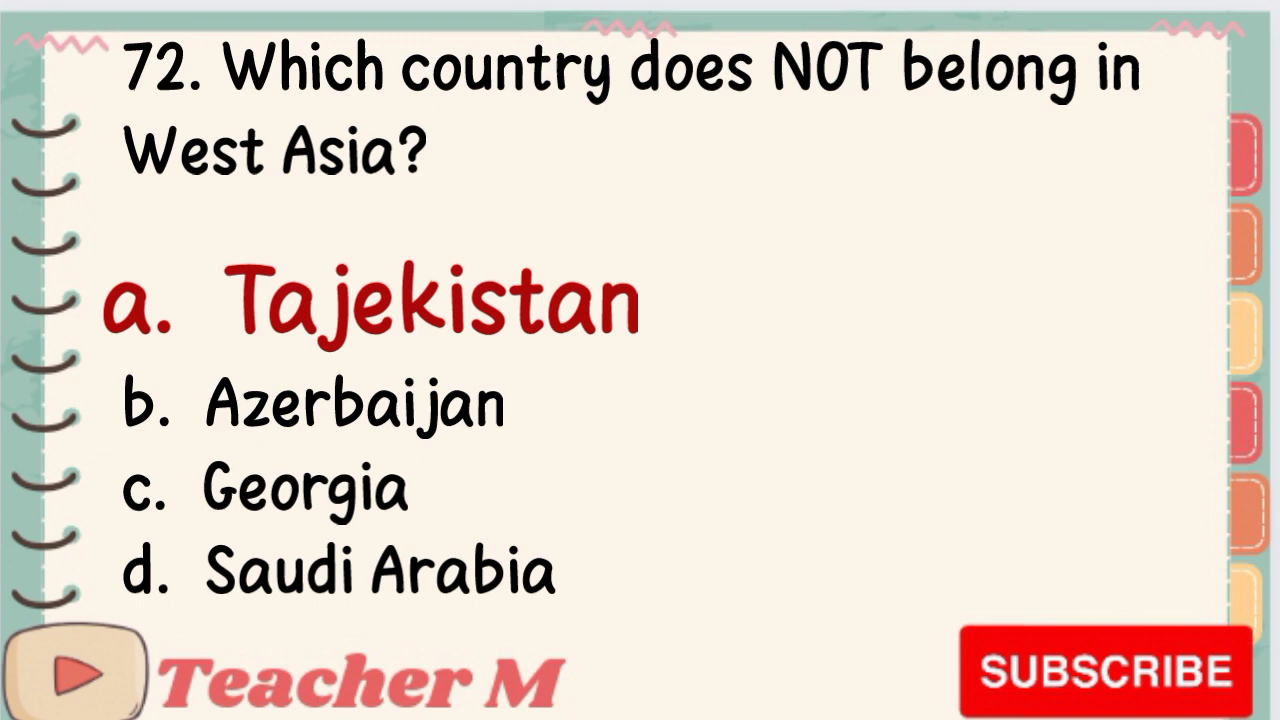 72. Which country does NOT belong in
West Asia?
a. Tajekistan
b. Azerbaijan
c. Georgia
d. Saudi Arabia
Teacher M
SUBSCRIBE